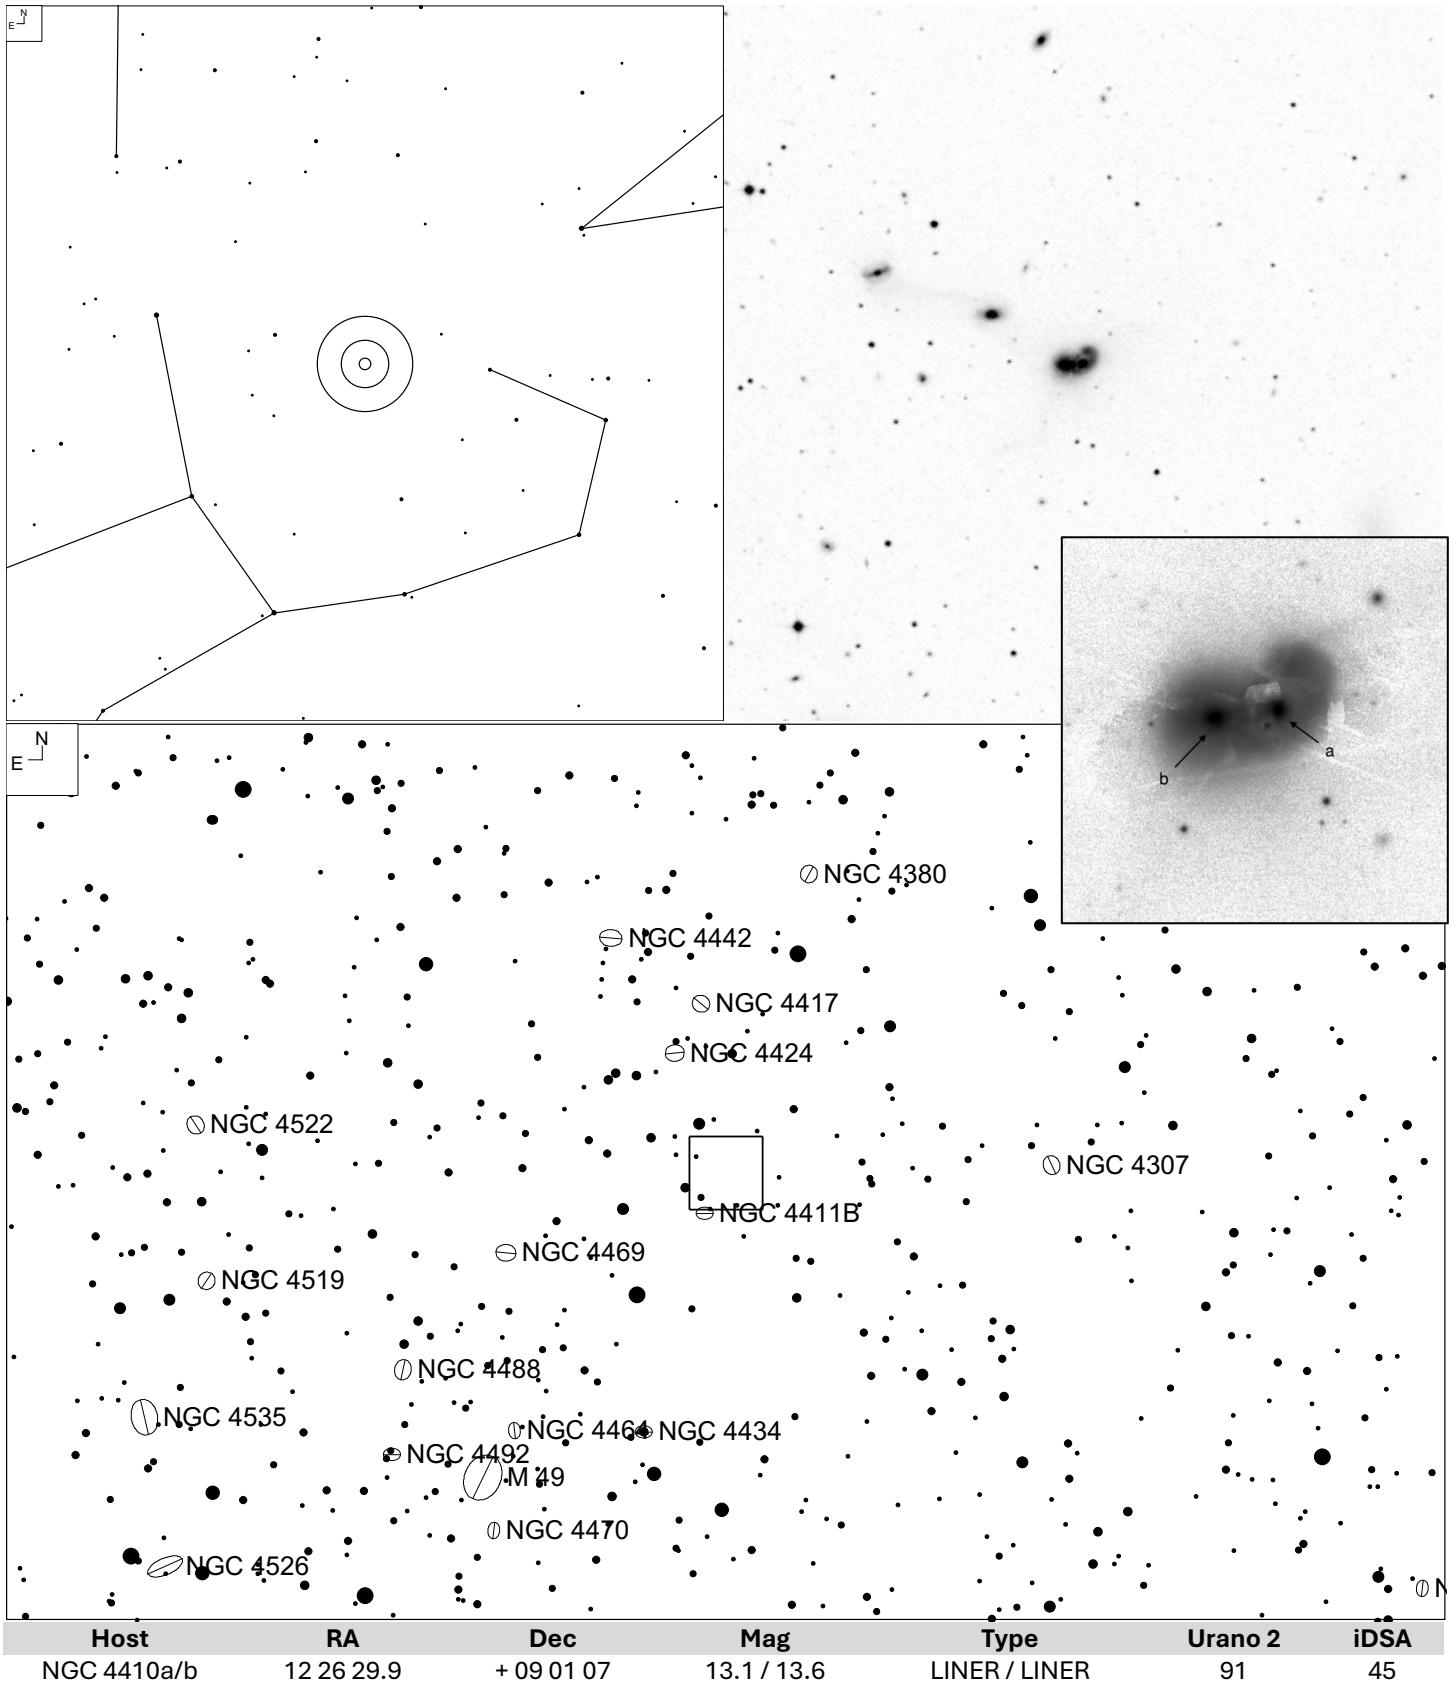 N
E
a
b
N
E
NGC 4380
NGC 4442
NGC 4417
NGC 4424
NGC 4522
NGC 4307
NGC 4411B
NGC 4469
NGC 4519
NGC 4488
NGC 4535
NGC 4464 NGC 4434
NGC 4492
M 49
NGC 4470
NGC 4526
N
Host RA Dec Mag Type Urano 2 iDSA
NGC 4410a/b 12 26 29.9 + 09 01 07 13.1 / 13.6 LINER / LINER 91 45